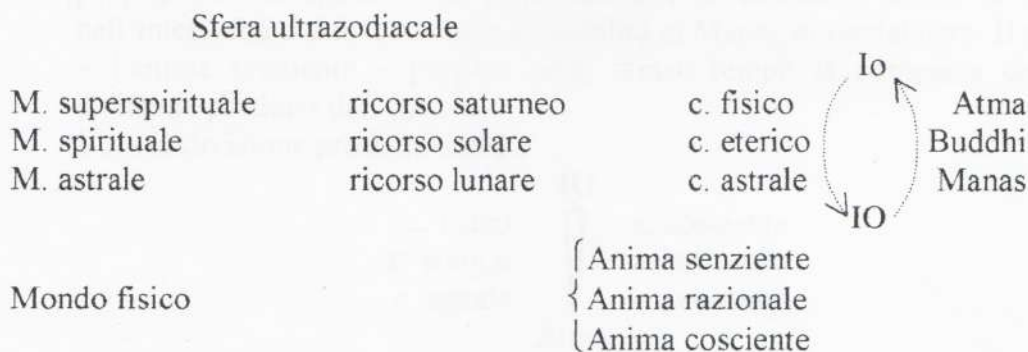 Sfera ultrazodiacale
Io
M. superspirituale ricorso saturneo c. fisico Atma
M. spirituale ricorso solare c. eterico Buddhi
M. astrale ricorso lunare c. astrale Manas
IO
Anima senziente
Mondo fisico Anima razionale
Anima cosciente